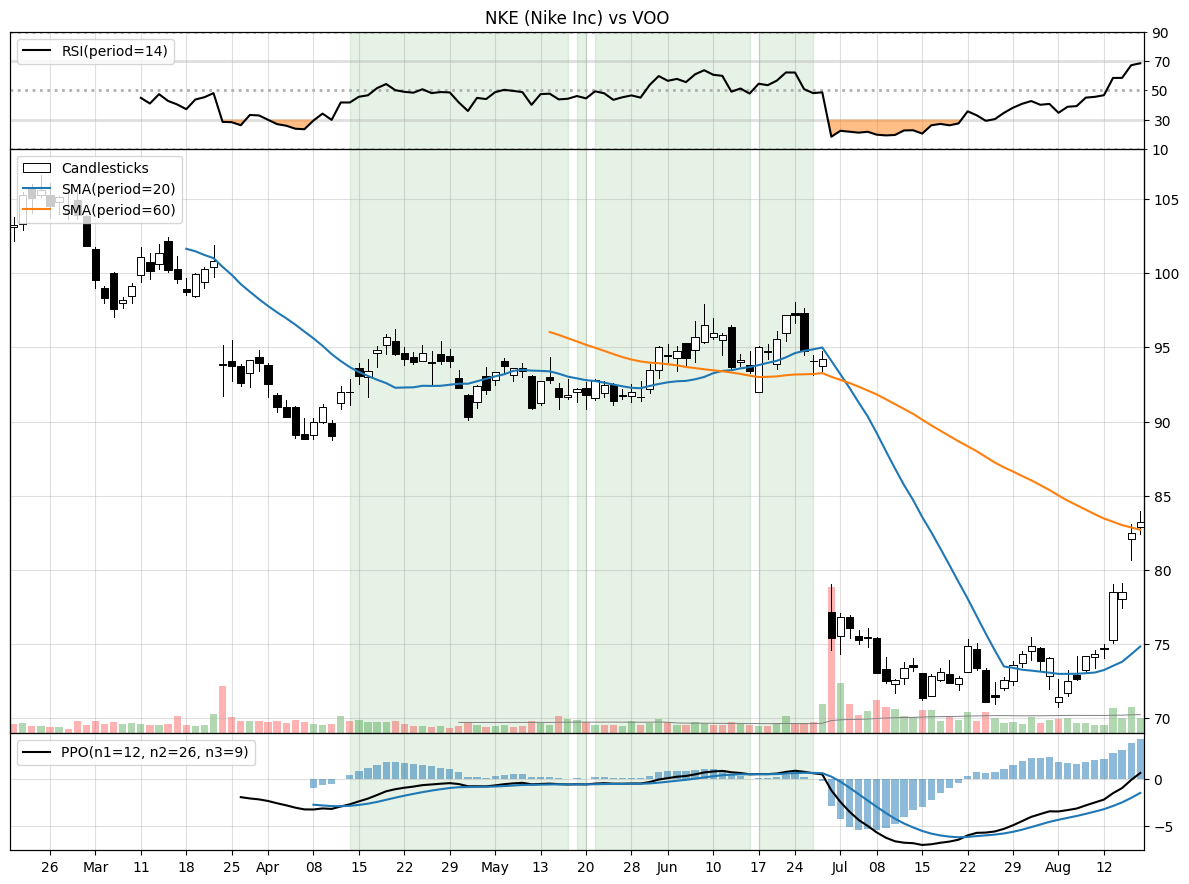 NKE (Nike Inc) vs VOO
RSI(period=14)
90
70
50
30
10
Candlesticks
SMA(period=20)
SMA(period=60)
105
100
95
90
85
80
75
70
PPO(n1=12, n2=26, n3=9)
0
−5
26 Mar 11 18 25 Apr 08 15 22 29 May 13 20 28 Jun 10 17 24 Jul 08 15 22 29 Aug 12